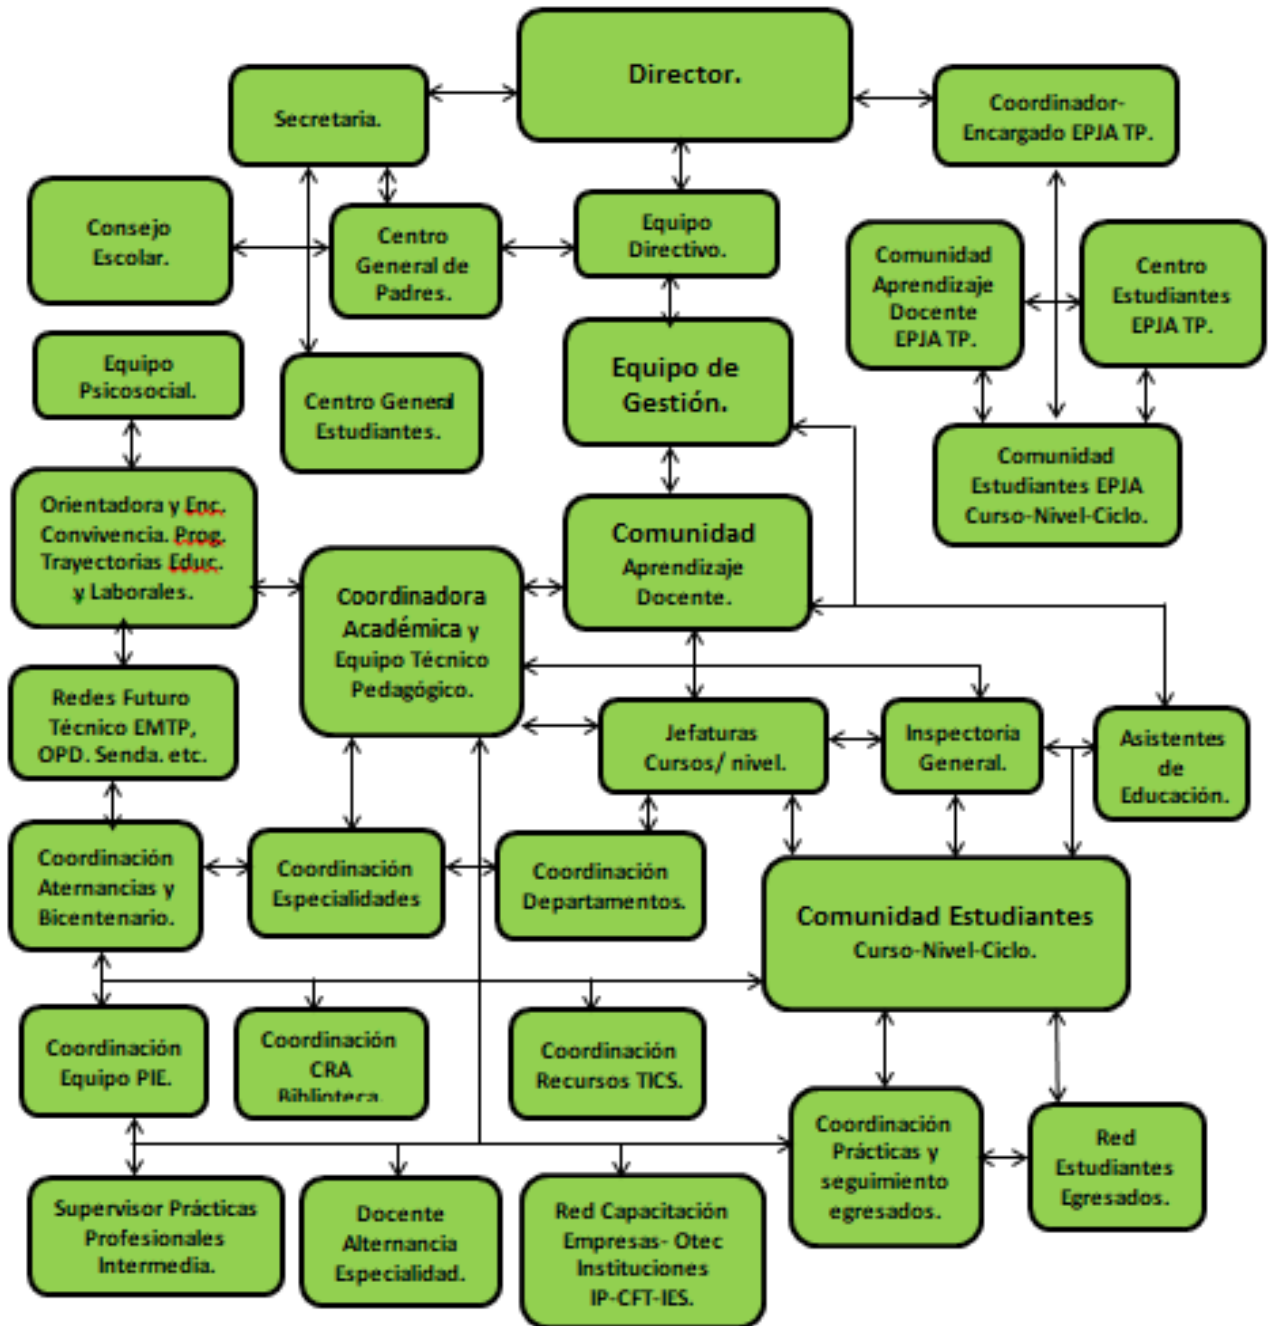 Director.
Secretaria.
Coordinador-
Encargado EPJA TP.
Consejo
Escolar.
Centro
General de
Padres.
Equipo
Directivo.
Comunidad
Aprendizaje
Docente
EPJA TP.
Centro
Estudiantes
EPJA TP.
Equipo
Psicosocial.
Centro General
Estudiantes.
Equipo de
Gestión.
Comunidad
Estudiantes EPJA
Curso-Nivel-Ciclo.
Orientadora y Enc.
Convivencia. Prog.
Trayectorias Educ.
y Laborales.
Coordinadora
Académica y
Equipo Técnico
Pedagógico.
Comunidad
Aprendizaje
Docente.
Redes Futuro
Técnico EMTP,
OPD. Senda. etc.
Jefaturas
Cursos/ nivel.
Inspectoria
General.
Asistentes
de
Educación.
Coordinación
Aternancias y
Bicentenario.
Coordinación
Especialidades
Coordinación
Departamentos.
Comunidad Estudiantes
Curso-Nivel-Ciclo.
Coordinación
Equipo PIE.
Coordinación
CRA
Biblioteca.
Coordinación
Recursos TICS.
Coordinación
Prácticas y
seguimiento
egresados.
Red
Estudiantes
Egresados.
Supervisor Prácticas
Profesionales
Intermedia.
Docente
Alternancia
Especialidad.
Red Capacitación
Empresas- Otec
Instituciones
IP-CFT-IES.